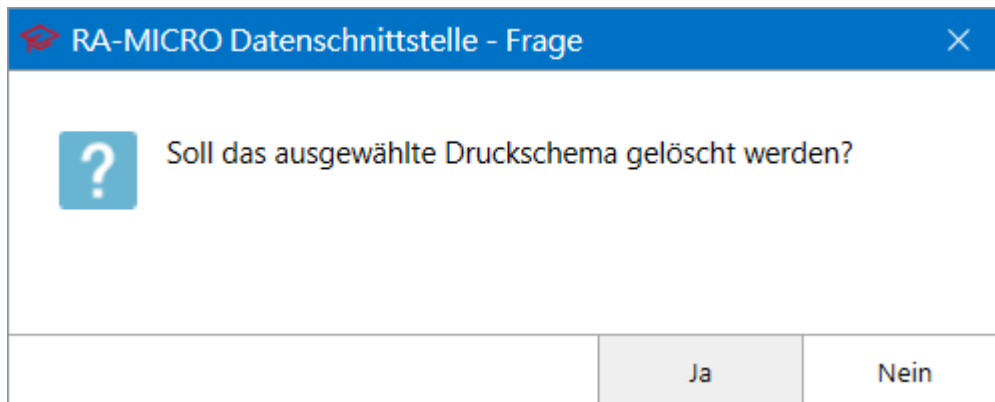 RA-MICRO Datenschnittstelle - Frage
Soll das ausgewählte Druckschema gelöscht werden?
Ja
Nein